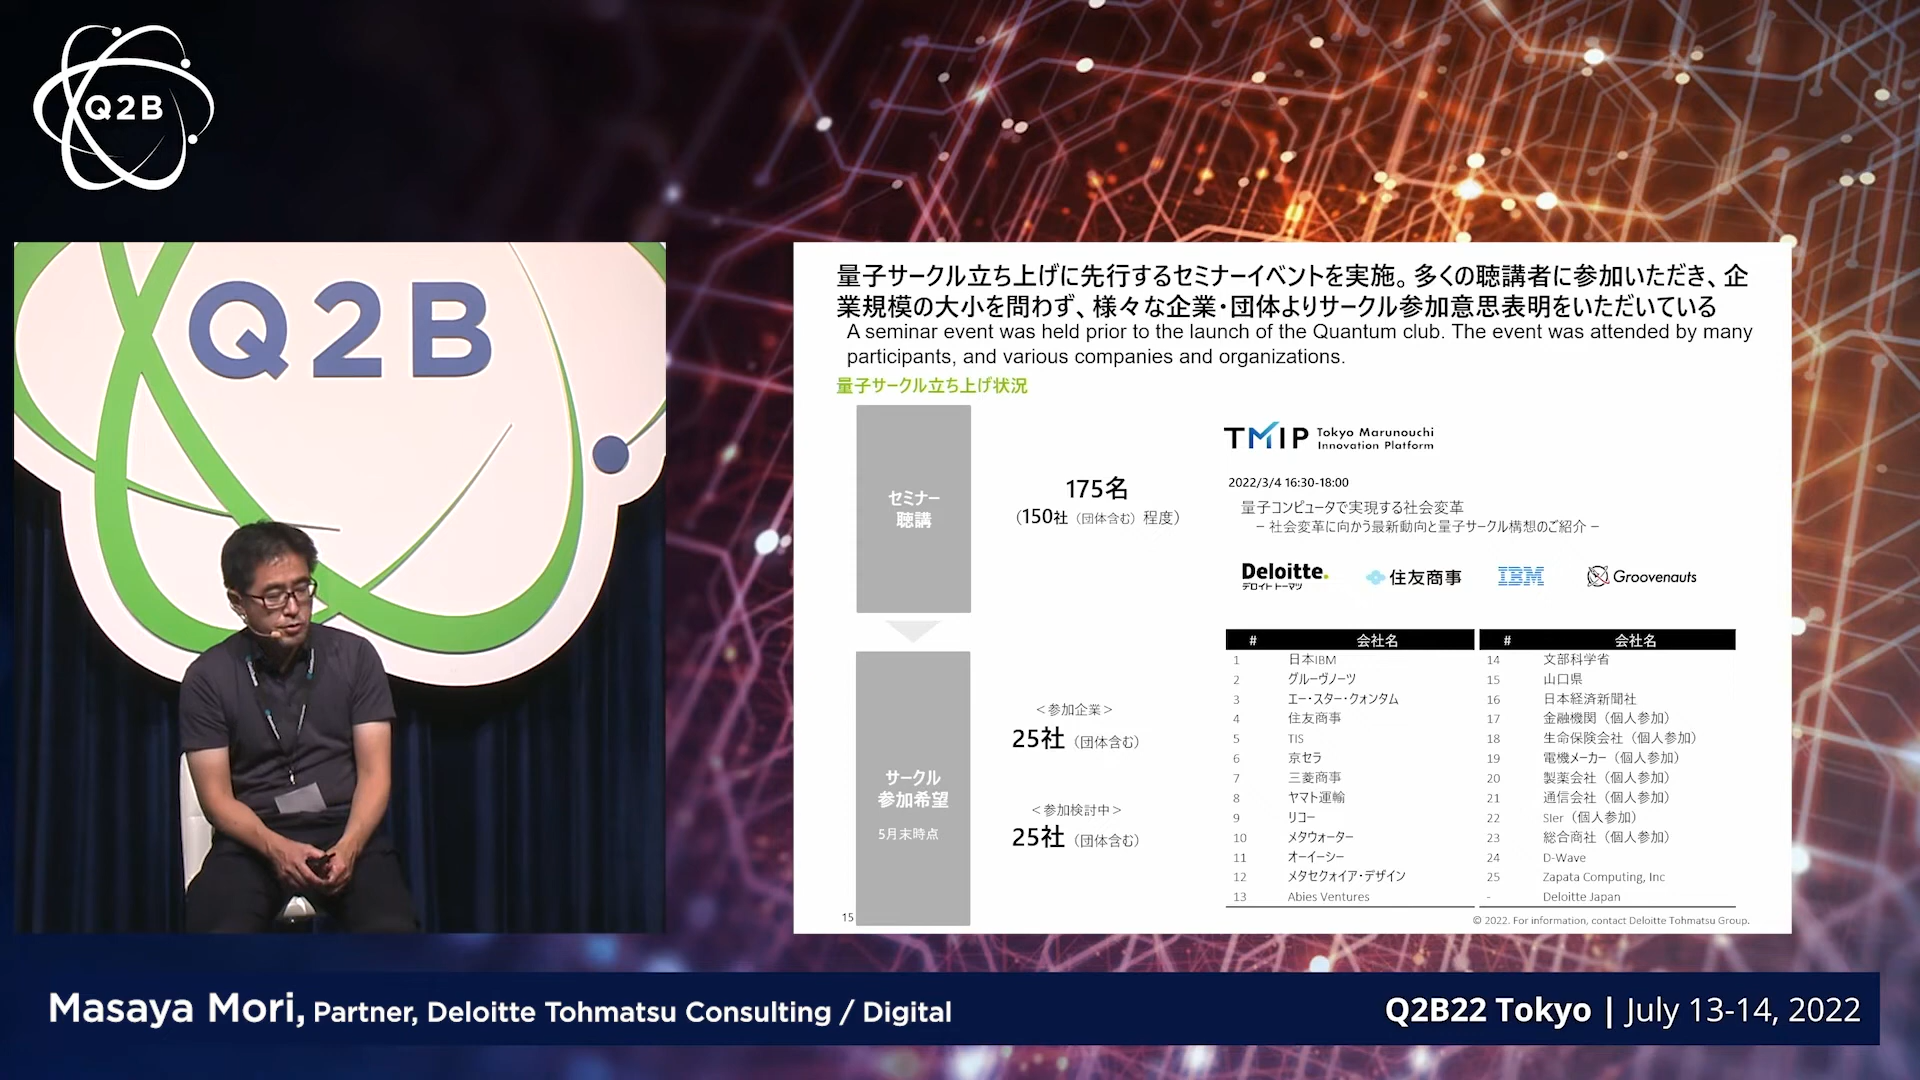 Q2B
Q2B
量子サークル立ち上げに先行するセミナーイベントを実施。多くの聴講者に参加いただき、企
業規模の大小を問わず、様々な企業・団体よりサークル参加意思表明をいただいている
A seminar event was held prior to the launch of the Quantum club. The event was attended by many
participants, and various companies and organizations.
量子サークル立ち上げ状況
セミナー
聴講
175名
（150社（団体含む）程度）
TMIP Tokyo Marunouchi
Innovation Platform
2022/3/4 16:30-18:00
量子コンピュータで実現する社会変革
－ 社会変革に向かう最新動向と量子サークル構想のご紹介 －
Deloitte.
デロイト トーマツ
住友商事
IBM
Groovenauts
サークル
参加希望
5月末時点
＜参加企業＞
25社（団体含む）
＜参加検討中＞
25社（団体含む）
# 会社名 # 会社名
1 日本IBM 14 文部科学省
2 グルーヴノーツ 15 山口県
3 エー・スター・クォンタム 16 日本経済新聞社
4 住友商事 17 金融機関（個人参加）
5 TIS 18 生命保険会社（個人参加）
6 京セラ 19 電機メーカー（個人参加）
7 三菱商事 20 製薬会社（個人参加）
8 ヤマト運輸 21 通信会社（個人参加）
9 リコー 22 SIer（個人参加）
10 メタウォーター 23 総合商社（個人参加）
11 オーイーシー 24 D-Wave
12 メタセクォイア・デザイン 25 Zapata Computing, Inc
13 Abies Ventures - Deloitte Japan
15
© 2022. For information, contact Deloitte Tohmatsu Group.
Masaya Mori, Partner, Deloitte Tohmatsu Consulting / Digital
Q2B22 Tokyo | July 13-14, 2022